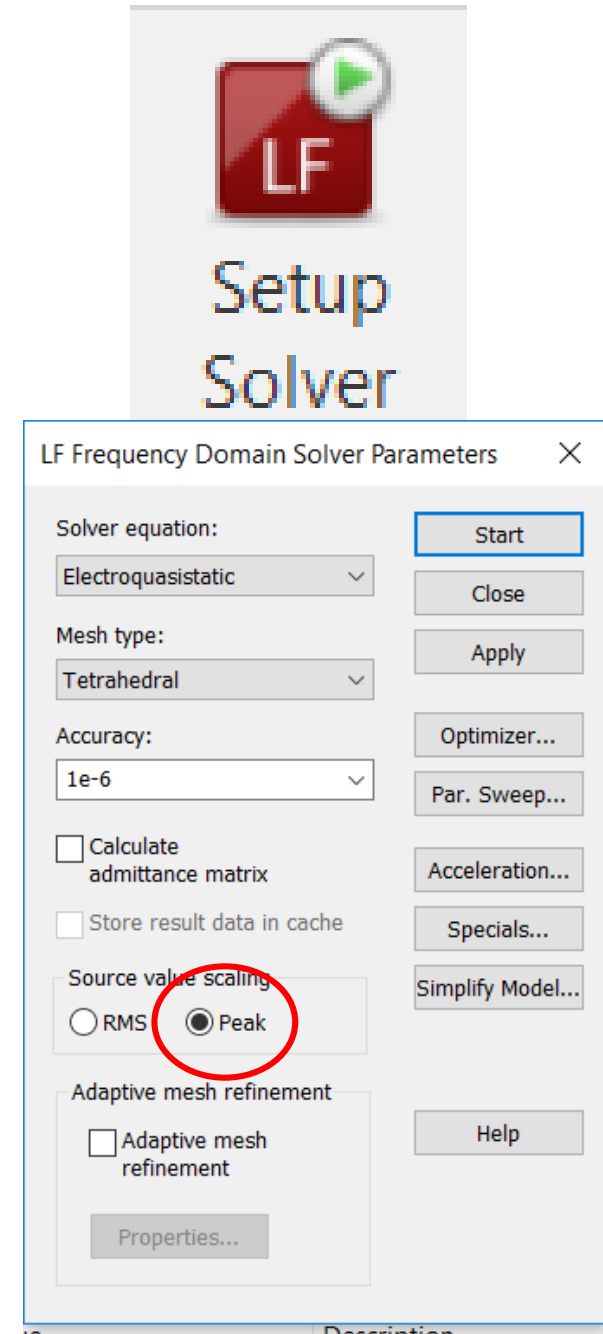 LF
Setup
Solver
LF Frequency Domain Solver Parameters
Solver equation:
Start
Electroquasistatic
Close
Mesh type:
Apply
Tetrahedral
Accuracy:
Optimizer...
1e-6
Par. Sweep...
Calculate
admittance matrix
Acceleration...
Store result data in cache
Specials...
Source value scaling
Simplify Model...
RMS Peak
Adaptive mesh refinement
Adaptive mesh
refinement
Help
Properties...
Description